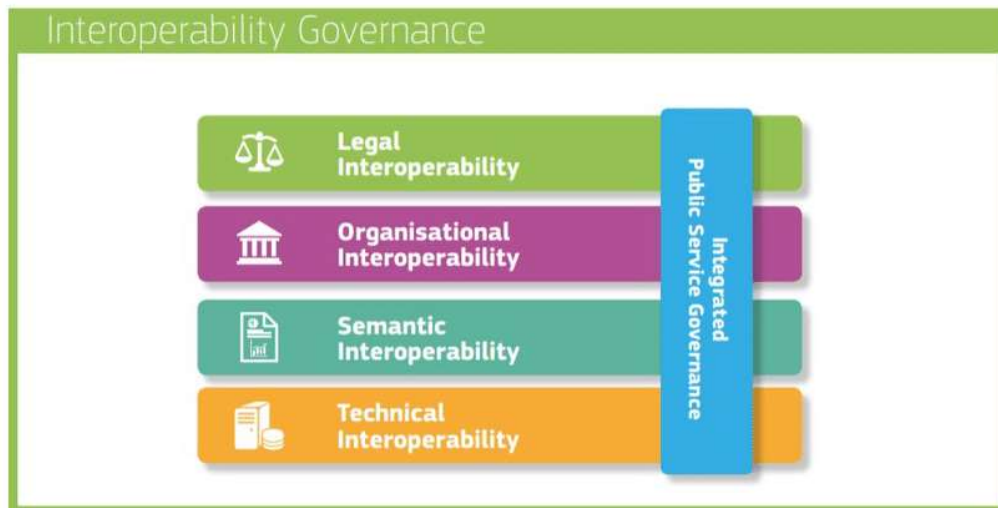 Interoperability Governance
Legal
Interoperability
Organisational
Interoperability
Semantic
Interoperability
Technical
Interoperability
Integrated
Public Service Governance